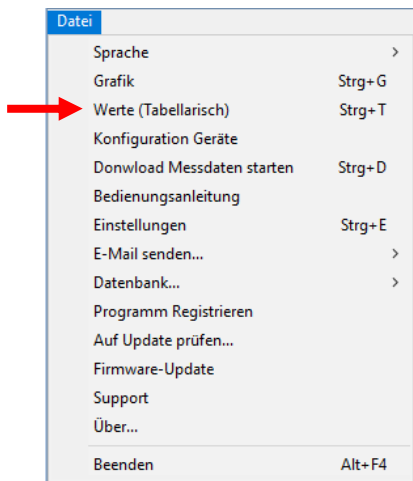 Datei
Sprache >
Grafik Strg+G
Werte (Tabellarisch) Strg+T
Konfiguration Geräte
Donwload Messdaten starten Strg+D
Bedienungsanleitung
Einstellungen Strg+E
E-Mail senden... >
Datenbank... >
Programm Registrieren
Auf Update prüfen...
Firmware-Update
Support
Über...
Beenden Alt+F4